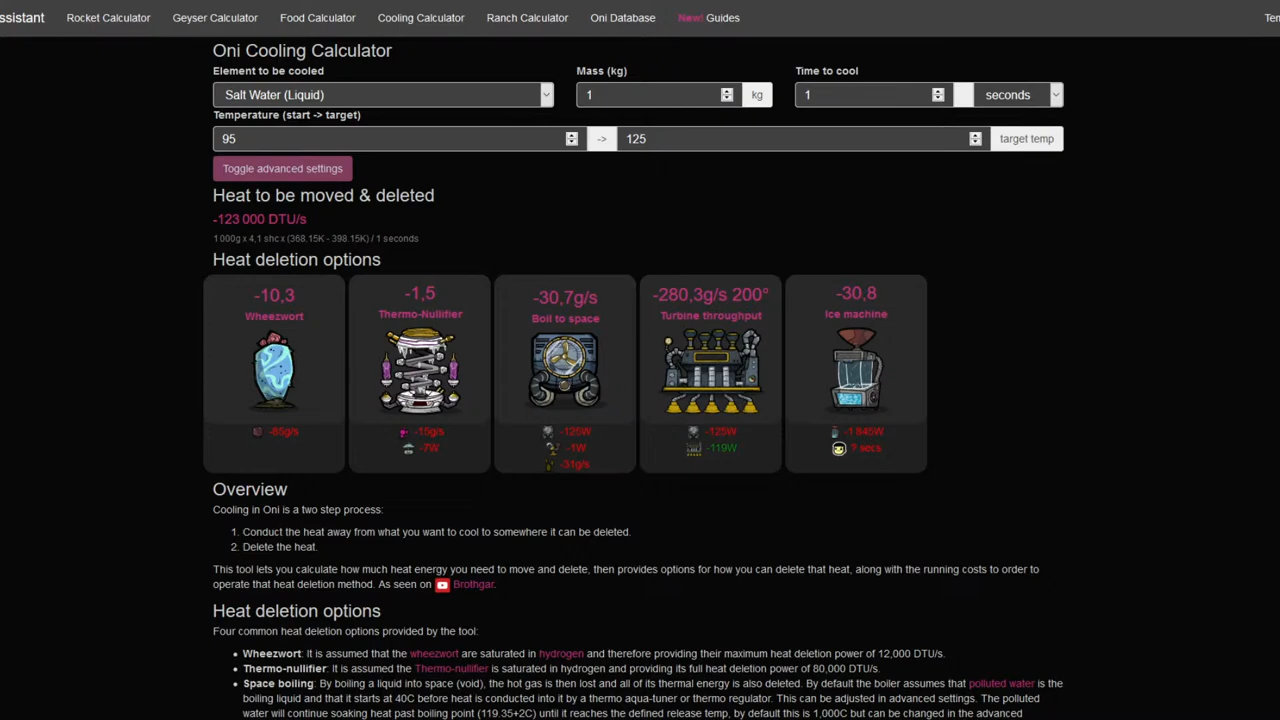 ssistant Rocket Calculator Geyser Calculator Food Calculator Cooling Calculator Ranch Calculator Oni Database New! Guides Ten
Oni Cooling Calculator
Element to be cooled Mass (kg) Time to cool
Salt Water (Liquid) 1 kg 1 seconds
Temperature (start -> target)
95 -> 125 target temp
Toggle advanced settings
Heat to be moved & deleted
-123 000 DTU/s
1 000g x 4,1 shc x (368.15K - 398.15K) / 1 seconds
Heat deletion options
-10,3 -1,5 -30,7g/s -280,3g/s 200° -30,8
Wheezwort Thermo-Nullifier Boil to space Turbine throughput Ice machine
-85g/s -15g/s -125W -125W -1 845W
-7W -1W -119W ? secs
-31g/s
Overview
Cooling in Oni is a two step process:
1. Conduct the heat away from what you want to cool to somewhere it can be deleted.
2. Delete the heat.
This tool lets you calculate how much heat energy you need to move and delete, then provides options for how you can delete that heat, along with the running costs to order to
operate that heat deletion method. As seen on Brothgar.
Heat deletion options
Four common heat deletion options provided by the tool:
Wheezwort: It is assumed that the wheezwort are saturated in hydrogen and therefore providing their maximum heat deletion power of 12,000 DTU/s.
Thermo-nullifier: It is assumed the Thermo-nullifier is saturated in hydrogen and providing its full heat deletion power of 80.000 DTU/s.
Space boiling: By boiling a liquid into space (void), the hot gas is then lost and all of its thermal energy is also deleted. By default the boiler assumes that polluted water is the
boiling liquid and that it starts at 40C before heat is conducted into it by a thermo aqua-tuner or thermo regulator. This can be adjusted in advanced settings. The polluted
water will continue soaking heat past boiling point (119.35+2C) until it reaches the defined release temp, by default this is 1,000C but can be changed in the advanced